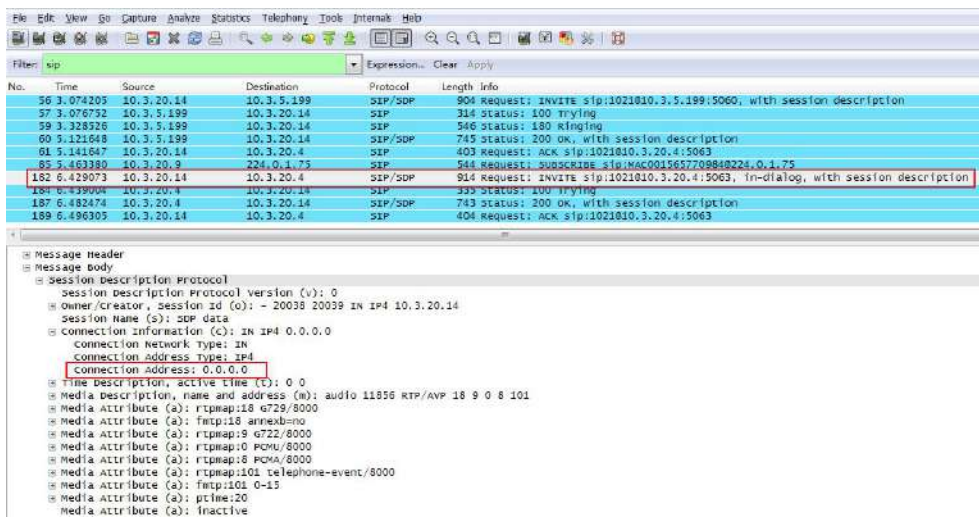 File Edit View Go Capture Analyze Statistics Telephony Tools Internals Help
Filter: sip Expression... Clear Apply
No. Time Source Destination Protocol Length Info
56 3.074205 10.3.20.14 10.3.5.199 SIP/SDP 904 Request: INVITE sip:1021@10.3.5.199:5060, with session description
57 3.076752 10.3.5.199 10.3.20.14 SIP 314 Status: 100 Trying
59 3.328526 10.3.5.199 10.3.20.14 SIP 546 Status: 180 Ringing
60 5.121648 10.3.5.199 10.3.20.14 SIP/SDP 745 Status: 200 OK, with session description
61 5.141647 10.3.20.14 10.3.20.4 SIP 403 Request: ACK sip:1021@10.3.20.4:5063
85 5.463380 10.3.20.9 224.0.1.75 SIP 544 Request: SUBSCRIBE sip:MAC001565770984@224.0.1.75
182 6.429073 10.3.20.14 10.3.20.4 SIP/SDP 914 Request: INVITE sip:1021@10.3.20.4:5063, in-dialog, with session description
184 6.439004 10.3.20.4 10.3.20.14 SIP 335 Status: 100 Trying
187 6.482474 10.3.20.4 10.3.20.14 SIP/SDP 743 Status: 200 OK, with session description
189 6.496305 10.3.20.14 10.3.20.4 SIP 404 Request: ACK sip:1021@10.3.20.4:5063
Message Header
Message Body
Session Description Protocol
Session Description Protocol Version (v): 0
Owner/Creator, Session Id (o): - 20038 20039 IN IP4 10.3.20.14
Session Name (s): SDP data
Connection Information (c): IN IP4 0.0.0.0
Connection Network Type: IN
Connection Address Type: IP4
Connection Address: 0.0.0.0
Time Description, active time (t): 0 0
Media Description, name and address (m): audio 11856 RTP/AVP 18 9 0 8 101
Media Attribute (a): rtpmap:18 G729/8000
Media Attribute (a): fmtp:18 annexb=no
Media Attribute (a): rtpmap:9 G722/8000
Media Attribute (a): rtpmap:0 PCMU/8000
Media Attribute (a): rtpmap:8 PCMA/8000
Media Attribute (a): rtpmap:101 telephone-event/8000
Media Attribute (a): fmtp:101 0-15
Media Attribute (a): ptime:20
Media Attribute (a): inactive